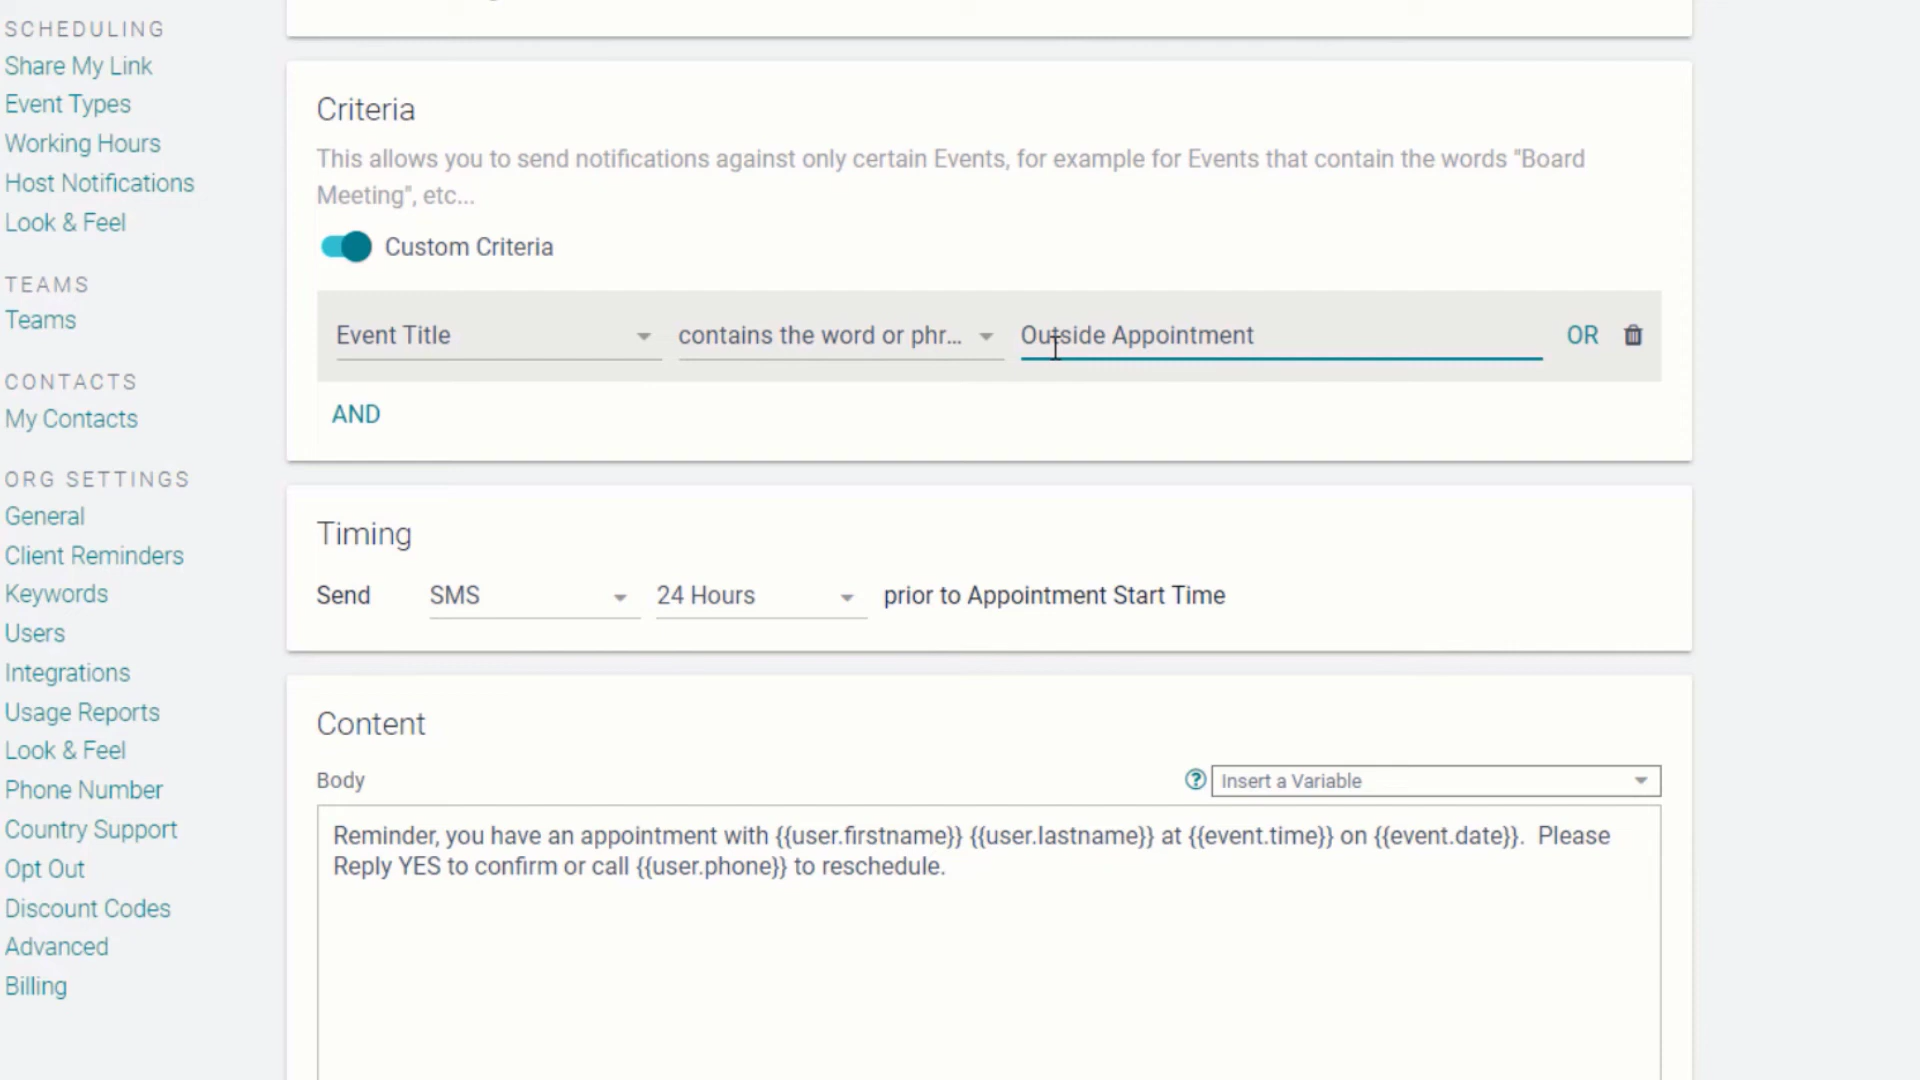 SCHEDULING
Share My Link
Event Types
Working Hours
Host Notifications
Look & Feel
TEAMS
Teams
CONTACTS
My Contacts
ORG SETTINGS
General
Client Reminders
Keywords
Users
Integrations
Usage Reports
Look & Feel
Phone Number
Country Support
Opt Out
Discount Codes
Advanced
Billing
Criteria
This allows you to send notifications against only certain Events, for example for Events that contain the words "Board
Meeting", etc...
Custom Criteria
Event Title contains the word or phr... Outside Appointment OR
AND
Timing
Send SMS 24 Hours prior to Appointment Start Time
Content
Body ? Insert a Variable
Reminder, you have an appointment with {{user.firstname}} {{user.lastname}} at {{event.time}} on {{event.date}}.  Please
Reply YES to confirm or call {{user.phone}} to reschedule.